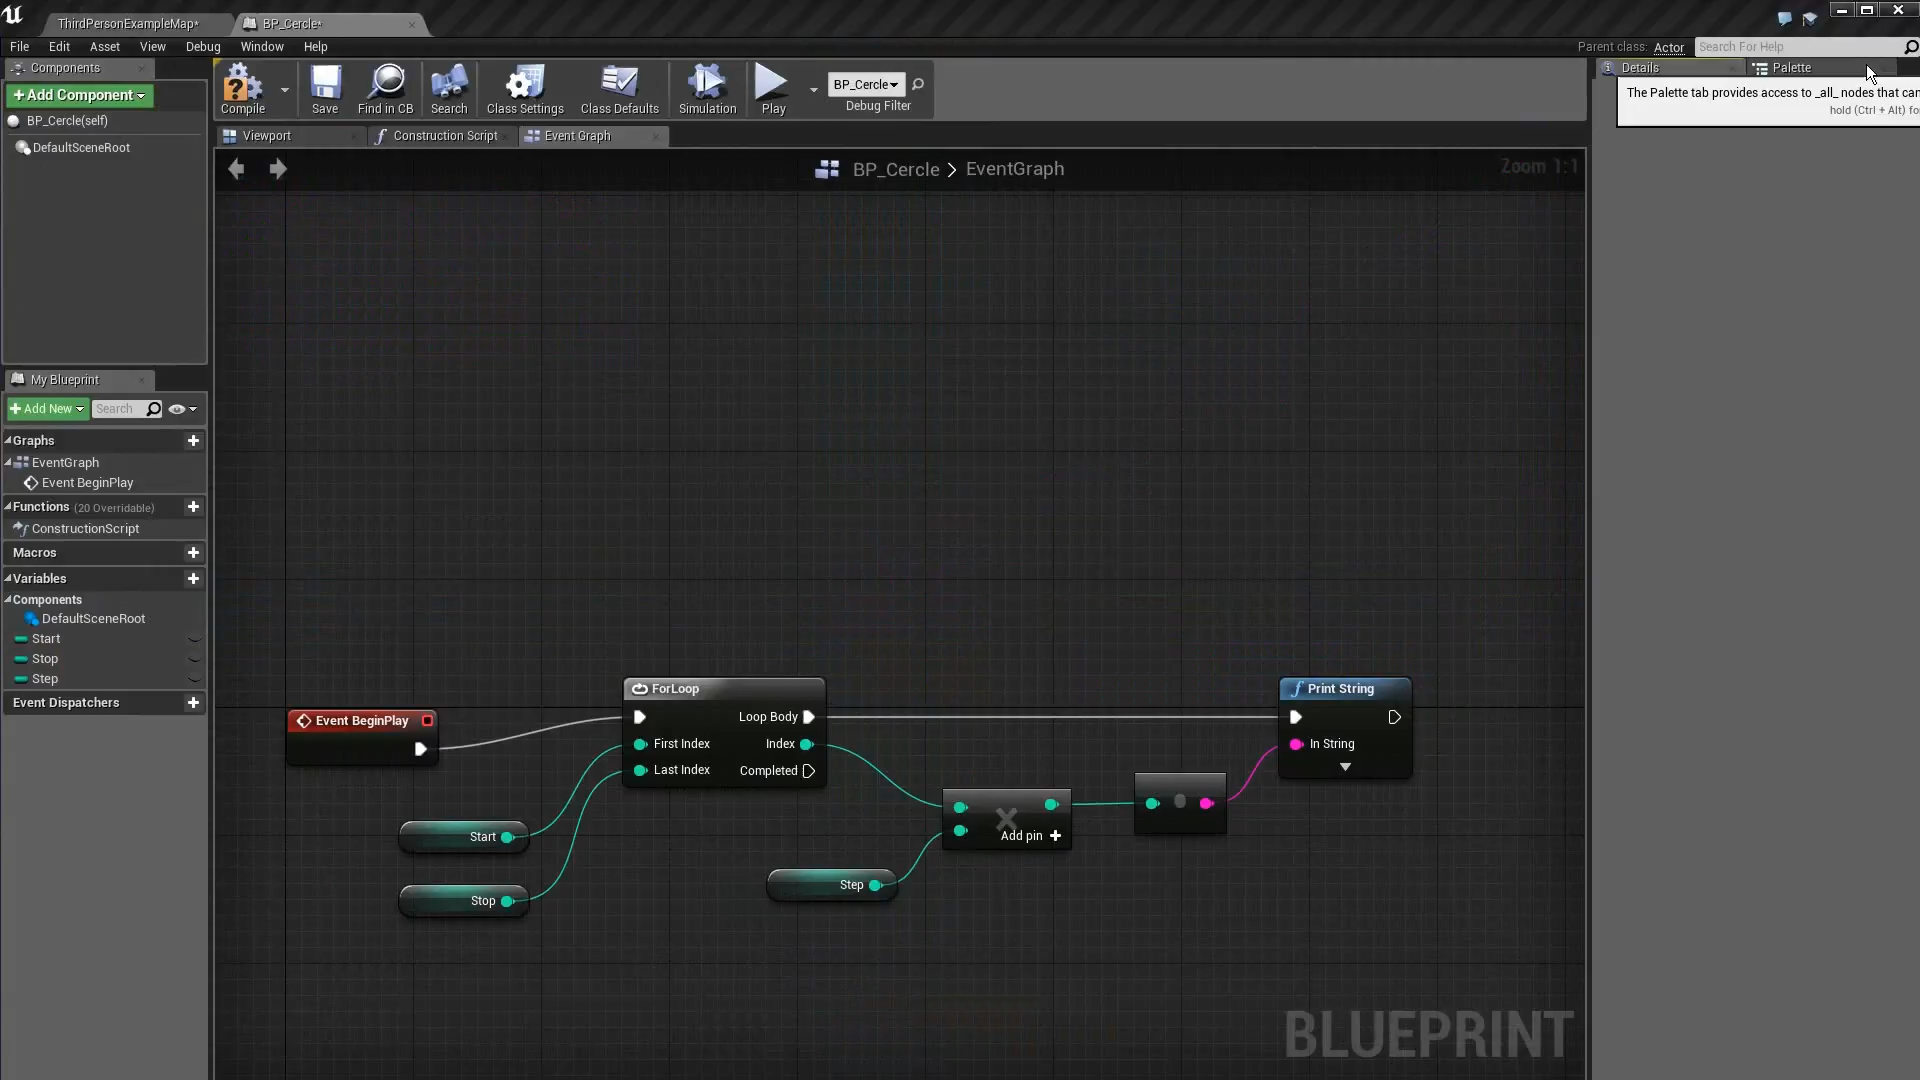 ThirdPersonExampleMap*
BP_Cercle*
File Edit Asset View Debug Window Help
Parent class: Actor
Search For Help
Components
Details
Palette
The Palette tab provides access to _all_ nodes that can
hold (Ctrl + Alt) fo
Add Component
Compile
Save
Find in CB
Search
Class Settings
Class Defaults
Simulation
Play
BP_Cercle
Debug Filter
BP_Cercle(self)
DefaultSceneRoot
Viewport
Construction Script
Event Graph
BP_Cercle > EventGraph
Zoom 1:1
My Blueprint
Add New
Search
Graphs
EventGraph
Event BeginPlay
Functions (20 Overridable)
ConstructionScript
Macros
Variables
Components
DefaultSceneRoot
Start
Stop
Step
Event Dispatchers
Event BeginPlay
ForLoop
Loop Body
First Index
Index
Last Index
Completed
Start
Stop
Step
Add pin
Print String
In String
BLUEPRINT